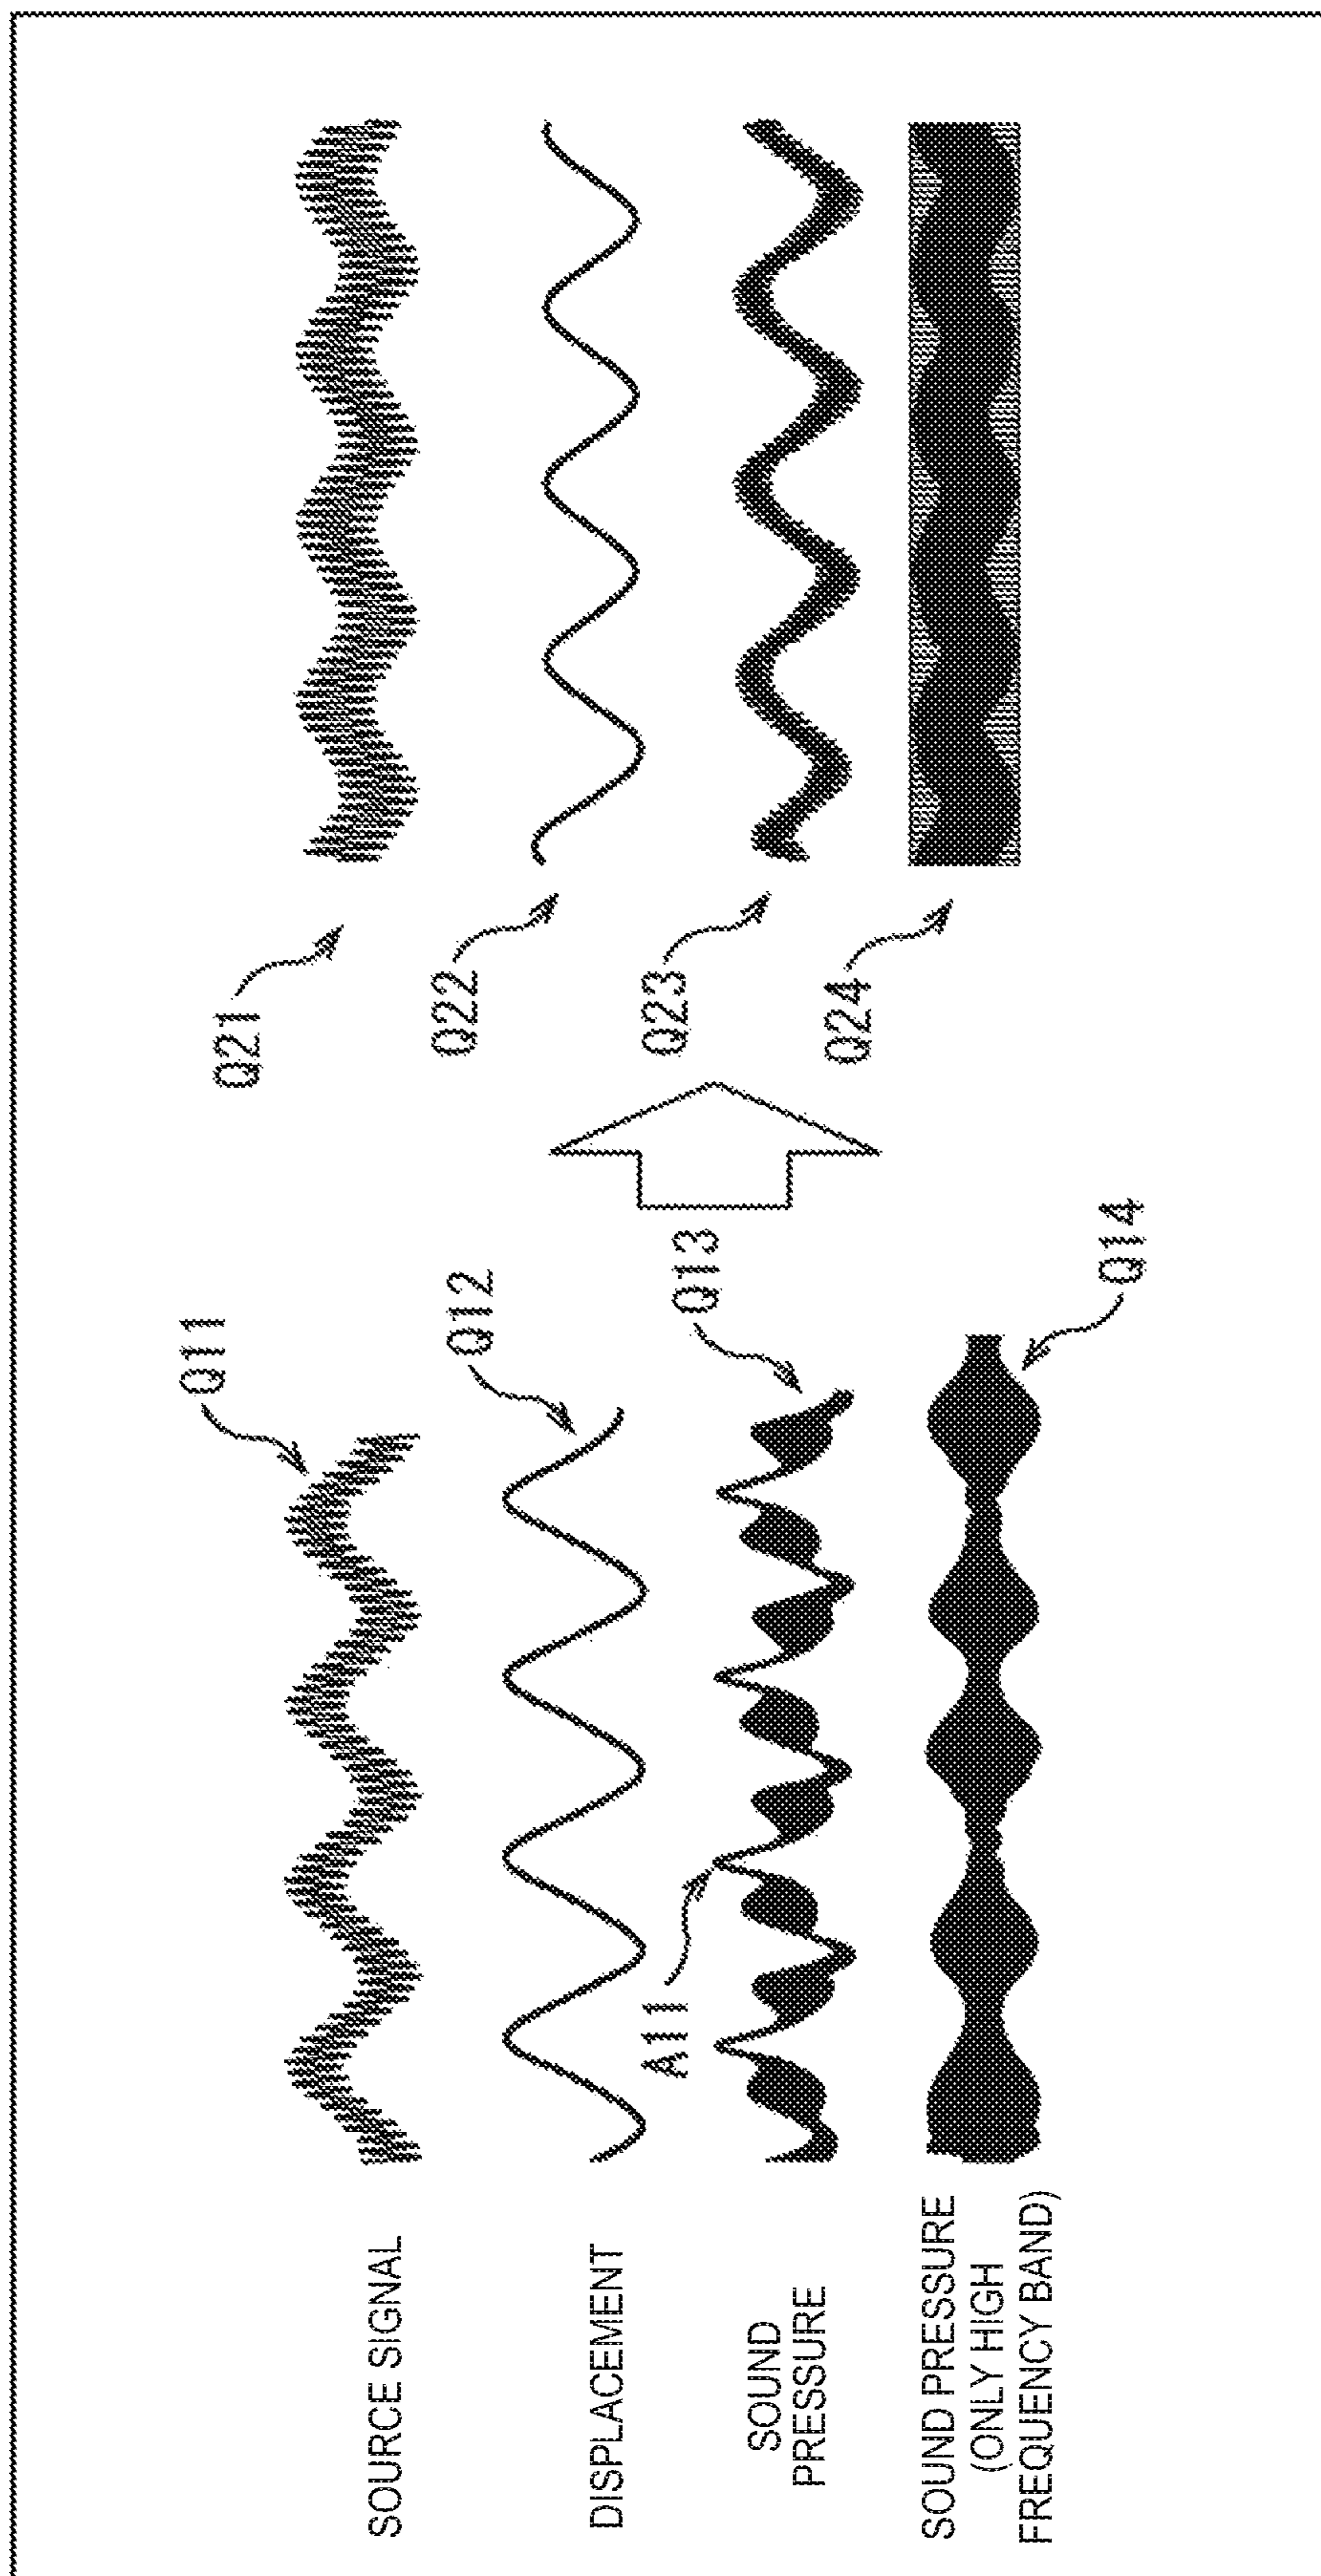 SOURCE SIGNAL
Q11
Q21
DISPLACEMENT
Q12
Q22
SOUND
PRESSURE
A11
Q13
Q23
SOUND PRESSURE
(ONLY HIGH
FREQUENCY BAND)
Q14
Q24